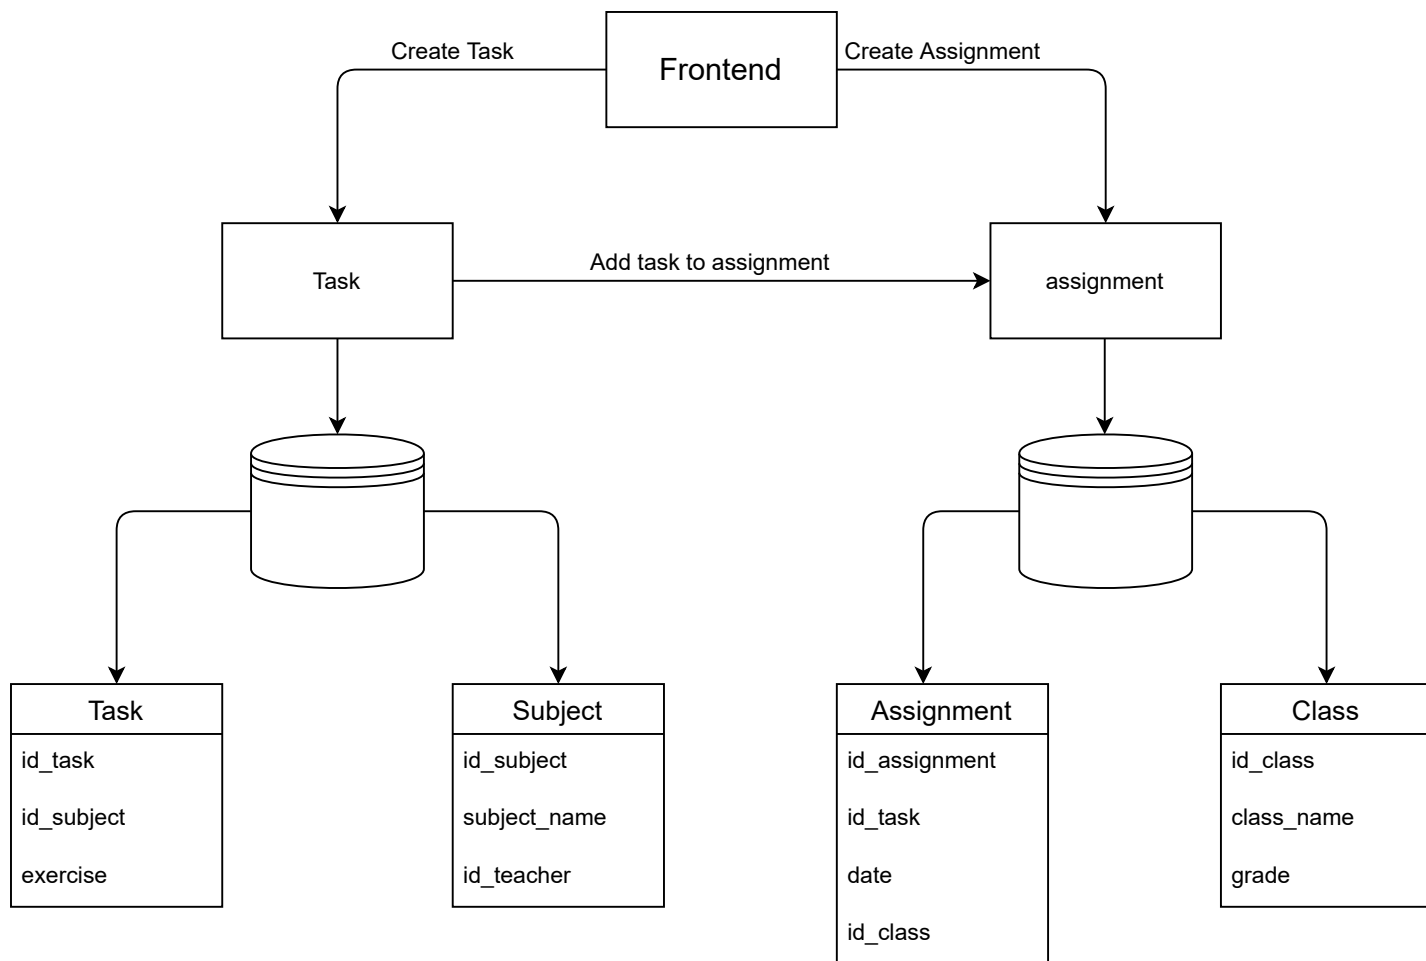 Frontend
Create Task
Create Assignment
Task
Add task to assignment
assignment
Task
id_task
id_subject
exercise
Subject
id_subject
subject_name
id_teacher
Assignment
id_assignment
id_task
date
id_class
Class
id_class
class_name
grade